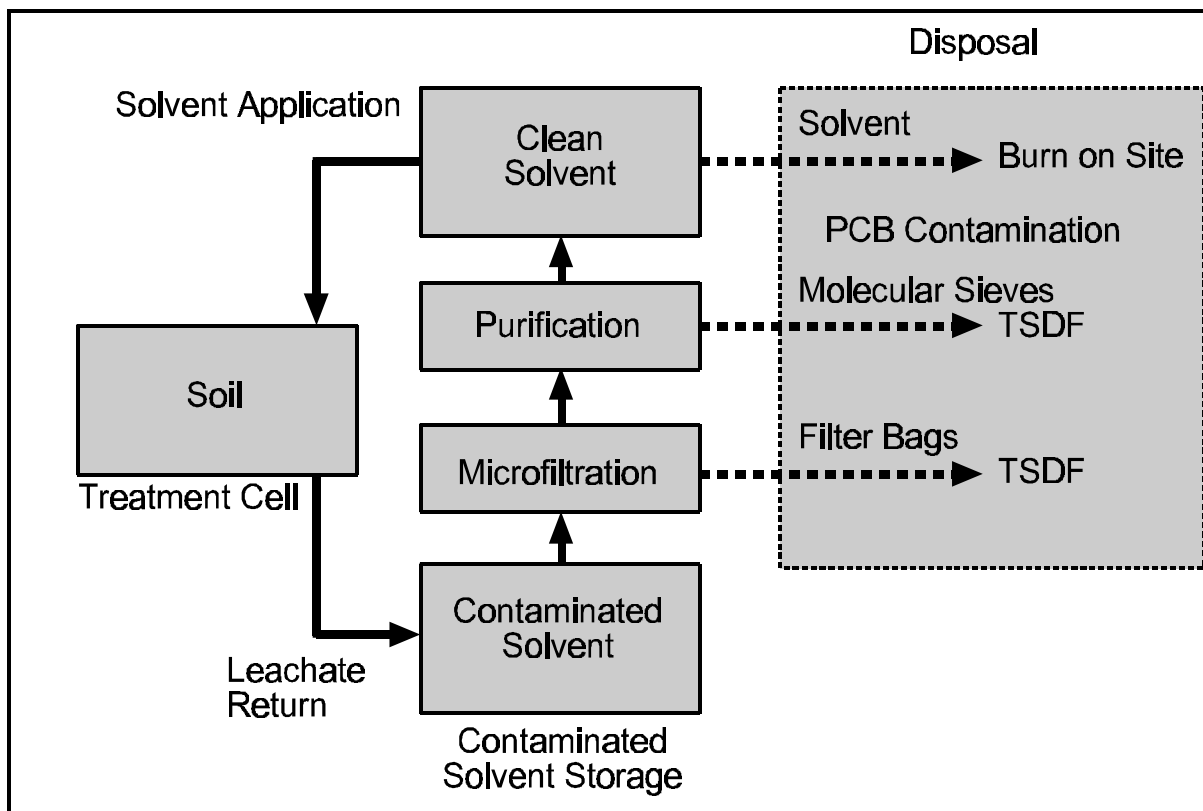 Disposal
Solvent Application
Clean
Solvent
Solvent
Burn on Site
PCB Contamination
Purification
Molecular Sieves
TSDF
Soil
Treatment Cell
Microfiltration
Filter Bags
TSDF
Contaminated
Solvent
Leachate
Return
Contaminated
Solvent Storage